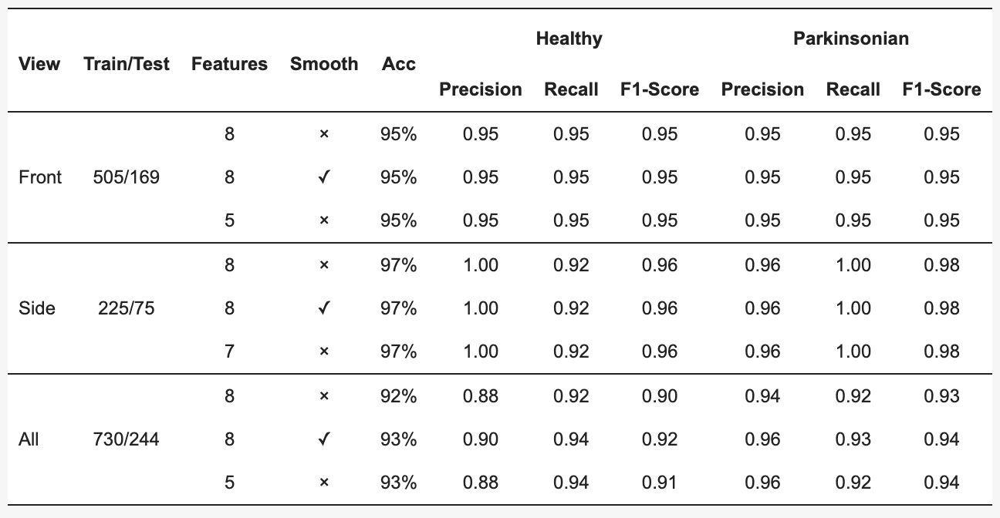 Healthy Parkinsonian
View Train/Test Features Smooth Acc
Precision Recall F1-Score Precision Recall F1-Score
8 × 95% 0.95 0.95 0.95 0.95 0.95 0.95
Front 505/169 8 ✓ 95% 0.95 0.95 0.95 0.95 0.95 0.95
5 × 95% 0.95 0.95 0.95 0.95 0.95 0.95
8 × 97% 1.00 0.92 0.96 0.96 1.00 0.98
Side 225/75 8 ✓ 97% 1.00 0.92 0.96 0.96 1.00 0.98
7 × 97% 1.00 0.92 0.96 0.96 1.00 0.98
8 × 92% 0.88 0.92 0.90 0.94 0.92 0.93
All 730/244 8 ✓ 93% 0.90 0.94 0.92 0.96 0.93 0.94
5 × 93% 0.88 0.94 0.91 0.96 0.92 0.94